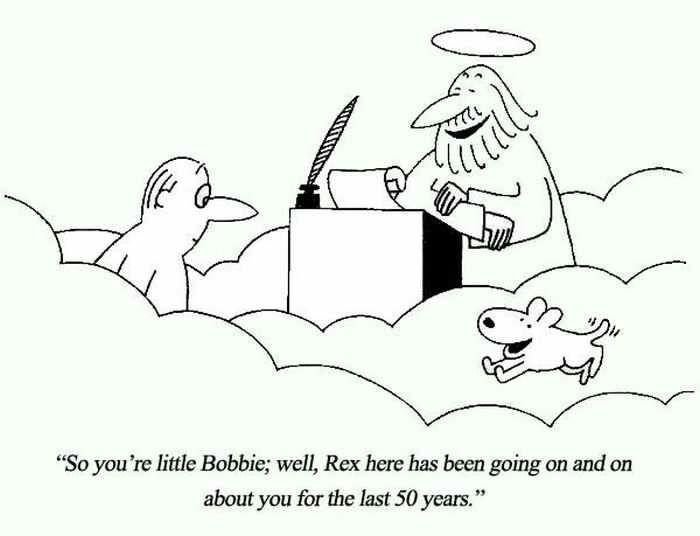 “So you’re little Bobbie; well, Rex here has been going on and on
about you for the last 50 years.”